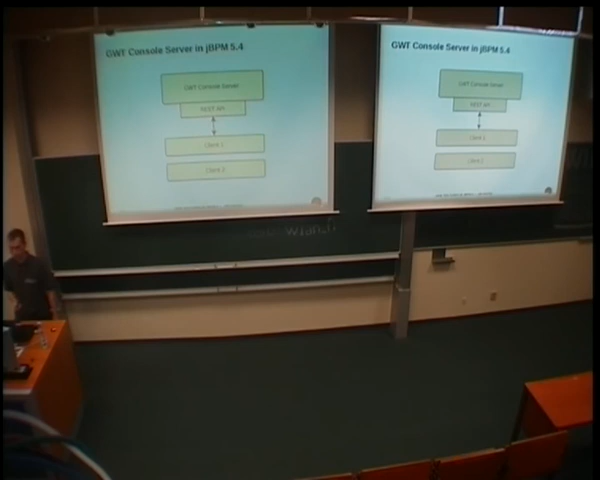 GWT Console Server in jBPM 5.4
GWT Console Server
REST API
Client 1
Client 2
GWT Console Server in jBPM 5.4
GWT Console Server
REST API
Client 1
Client 2